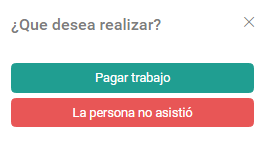 ¿Que desea realizar?
Pagar trabajo
La persona no asistió